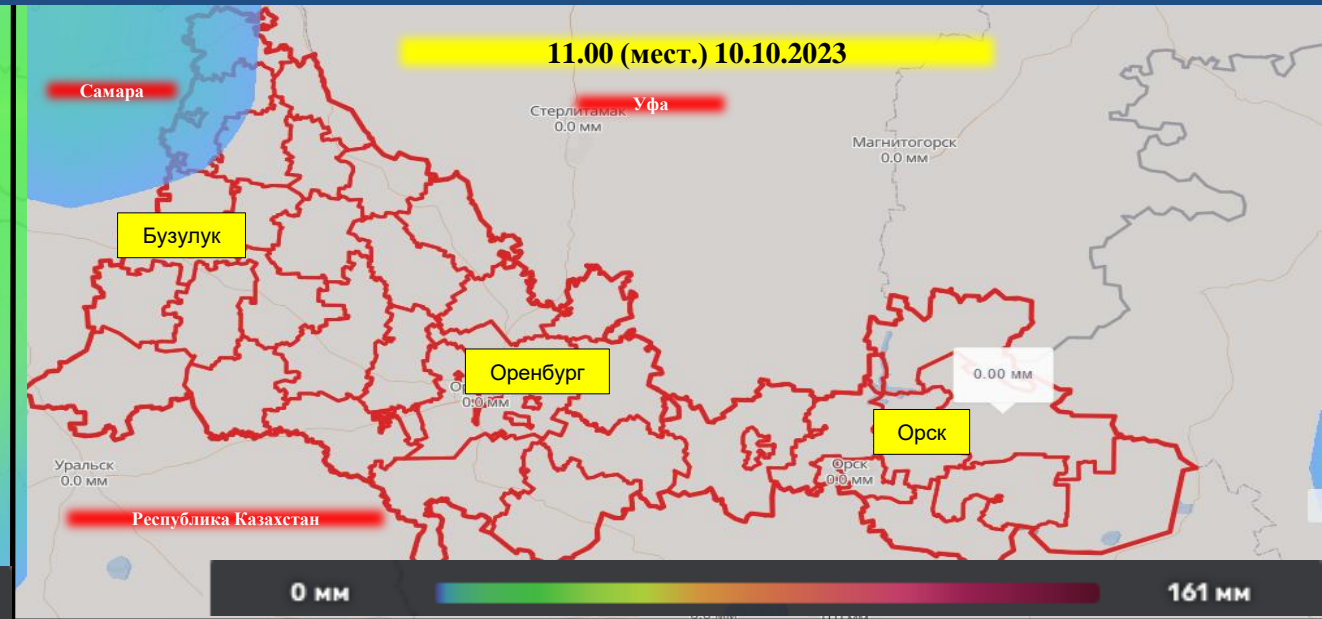 11.00 (мест.) 10.10.2023
Самара
Уфа
Стерлитамак
0.0 мм
Магнитогорск
0.0 мм
Бузулук
Оренбург
0.0 мм
0.00 мм
Орск
Орск
0.0 мм
Уральск
0.0 мм
Республика Казахстан
0 мм
161 мм